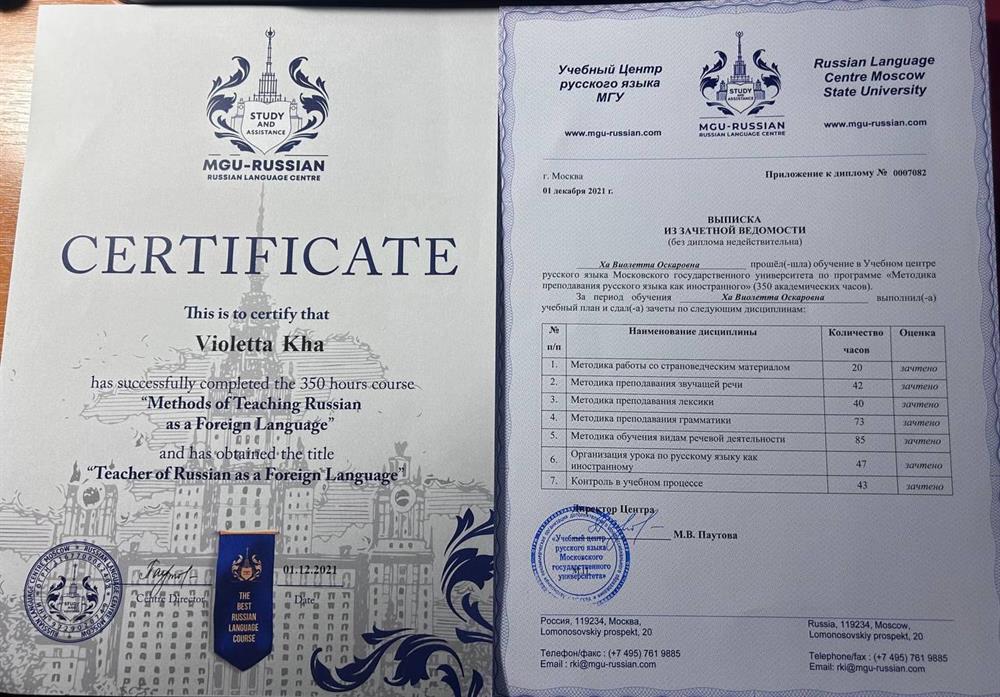 STUDY
AND
ASSISTANCE
MGU-RUSSIAN
RUSSIAN LANGUAGE CENTRE
CERTIFICATE
This is to certify that
Violetta Kha
has successfully completed the 350 hours course
“Methods of Teaching Russian
as a Foreign Language”
and has obtained the title
“Teacher of Russian as a Foreign Language”
01.12.2021
Centre Director
Date
THE
BEST
RUSSIAN
LANGUAGE
COURSE
Учебный Центр
русского языка
МГУ
www.mgu-russian.com
STUDY
AND
ASSISTANCE
MGU-RUSSIAN
RUSSIAN LANGUAGE CENTRE
Russian Language
Centre Moscow
State University
www.mgu-russian.com
г. Москва
Приложение к диплому № 0007082
01 декабря 2021 г.
ВЫПИСКА
ИЗ ЗАЧЕТНОЙ ВЕДОМОСТИ
(без диплома недействительна)
Ха Виолетта Оскаровна прошёл(-шла) обучение в Учебном центре
русского языка Московского государственного университета по программе «Методика
преподавания русского языка как иностранного» (350 академических часов).
За период обучения Ха Виолетта Оскаровна выполнил(-а)
учебный план и сдал(-а) зачеты по следующим дисциплинам:
№ п/п Наименование дисциплины Количество часов Оценка
1. Методика работы со страноведческим материалом 20 зачтено
2. Методика преподавания звучащей речи 42 зачтено
3. Методика преподавания лексики 40 зачтено
4. Методика преподавания грамматики 73 зачтено
5. Методика обучения видам речевой деятельности 85 зачтено
6. Организация урока по русскому языку как
иностранному 47 зачтено
7. Контроль в учебном процессе 43 зачтено
Директор Центра
М.В. Паутова
«Учебный центр
русского языка
Московского
государственного
университета»
Россия, 119234, Москва,
Lomonosovskiy prospekt, 20
Телефон/факс : (+7 495) 761 9885
Email : rki@mgu-russian.com
Russia, 119234, Moscow,
Lomonosovskiy prospekt, 20
Telephone/fax : (+7 495) 761 9885
Email: rki@mgu-russian.com